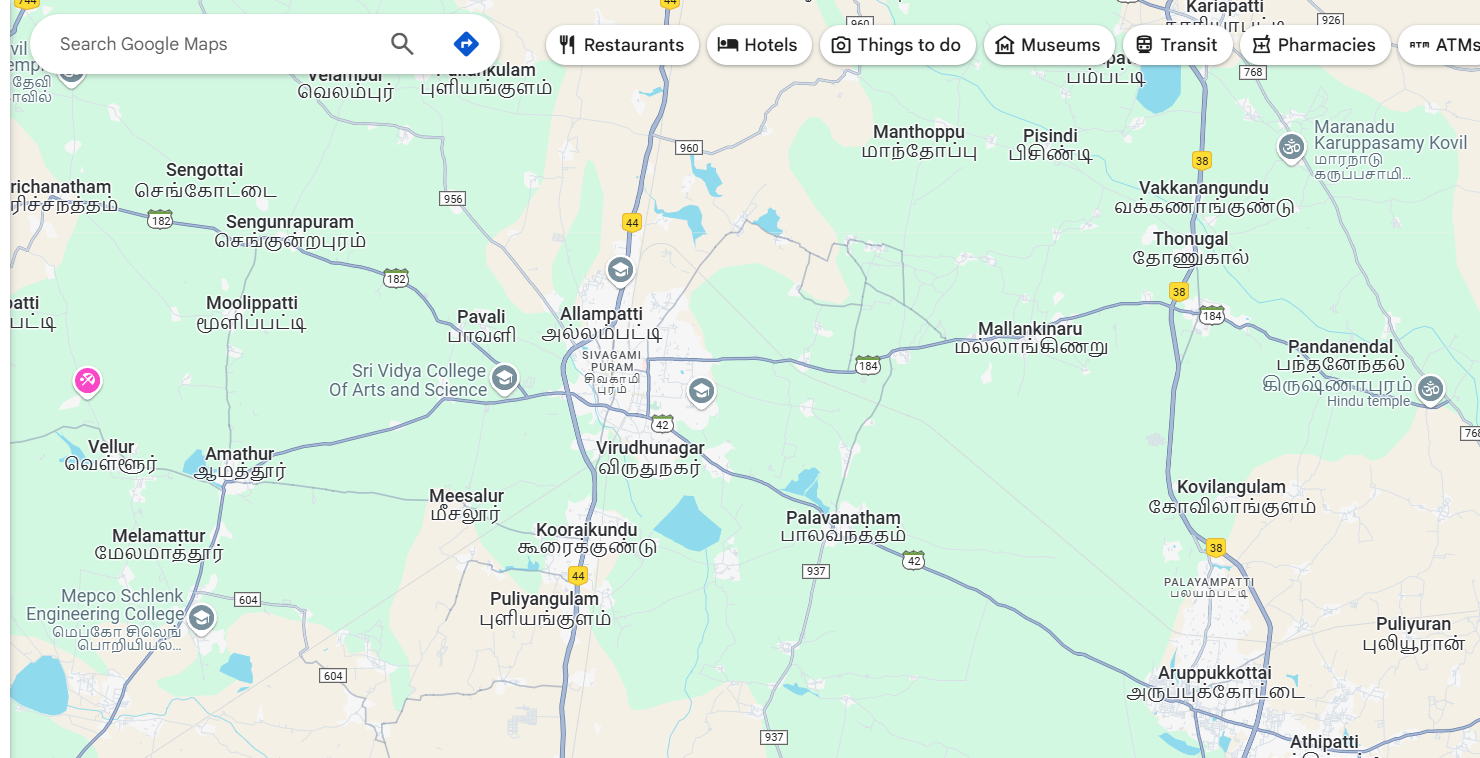 744
44
Kariapatti
960
926
Search Google Maps
Restaurants
Hotels
Things to do
Museums
Transit
Pharmacies
ATMs
768
Velambur
வெலம்பூர்
புளியங்குளம்
பம்பட்டி
தேவி
960
Manthoppu
மாந்தோப்பு
Pisindi
பிசிண்டி
Maranadu
Karuppasamy Kovil
மாரநாடு
கருப்பசாமி...
38
Sengottai
செங்கோட்டை
richanatham
ரிச்சநத்தம்
956
Vakkanangundu
வக்கணாங்குண்டு
182
Sengunrapuram
செங்குன்றபுரம்
44
Thonugal
தோணுகால்
182
38
184
patti
பட்டி
Moolippatti
மூளிப்பட்டி
Pavali
பாவளி
Allampatti
அல்லம்பட்டி
Mallankinaru
மல்லாங்கிணறு
SIVAGAMI
PURAM
சிவகாமி
புரம்
184
Pandanendal
பந்தனேந்தல்
கிருஷ்ணாபுரம்
Hindu temple
Sri Vidya College
Of Arts and Science
42
768
Vellur
வெள்ளூர்
Amathur
ஆமத்தூர்
Virudhunagar
விருதுநகர்
Meesalur
மீசலூர்
Kovilangulam
கோவிலாங்குளம்
Melamattur
மேலமாத்தூர்
Kooraikundu
கூரைக்குண்டு
Palavanatham
பாலவநத்தம்
38
42
937
44
PALAYAMPATTI
பலயம்பட்டி
Mepco Schlenk
Engineering College
மெப்கோ சிலெங்
பொறியியல்...
604
Puliyangulam
புளியங்குளம்
Puliyuran
புலியூரான்
604
Aruppukkottai
அருப்புக்கோட்டை
937
38
Athipatti